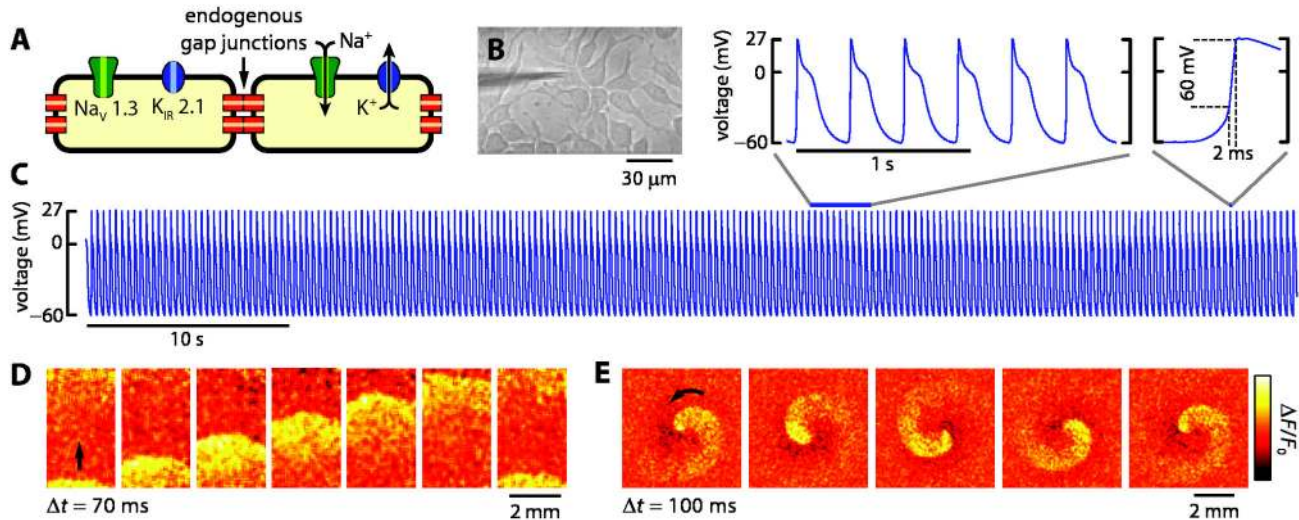 A
endogenous
gap junctions
Na⁺
Na_V 1.3
K_IR 2.1
K⁺
B
30 µm
voltage (mV)
27
0
−60
1 s
60 mV
2 ms
C
voltage (mV)
27
0
−60
10 s
D
Δt = 70 ms
2 mm
E
Δt = 100 ms
2 mm
ΔF/F₀